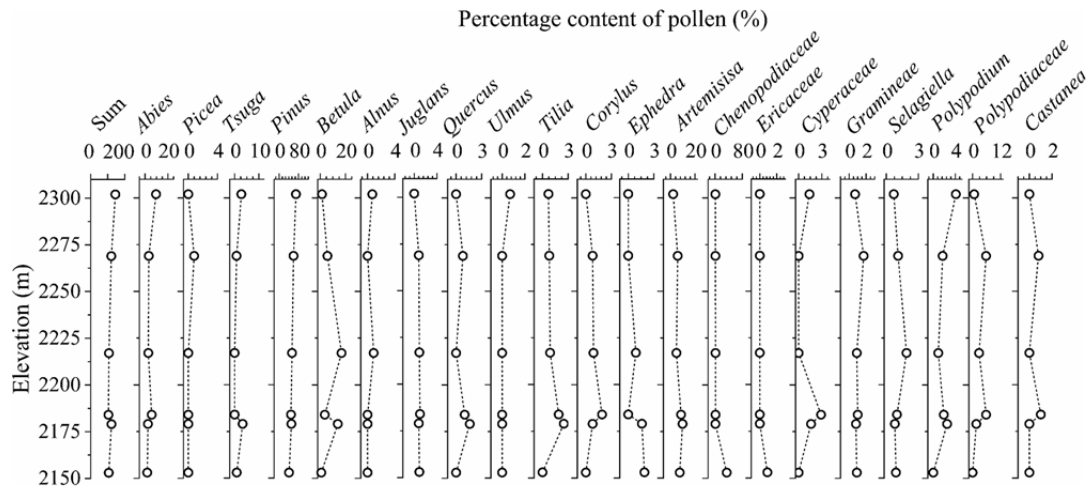 Percentage content of pollen (%)
Sum
Abies
Picea
Tsuga
Pinus
Betula
Alnus
Juglans
Quercus
Ulmus
Tilia
Corylus
Ephedra
Artemisisa
Chenopodiaceae
Ericaceae
Cyperaceae
Gramineae
Selagiella
Polypodium
Polypodiaceae
Castanea
0 200 0 20 0 4 0 10 0 80 0 20 0 4 0 4 0 3 0 2 0 3 0 3 0 3 0 20 0 80 0 2 0 3 0 2 0 3 0 4 0 12 0 2
Elevation (m)
2300
2275
2250
2225
2200
2175
2150